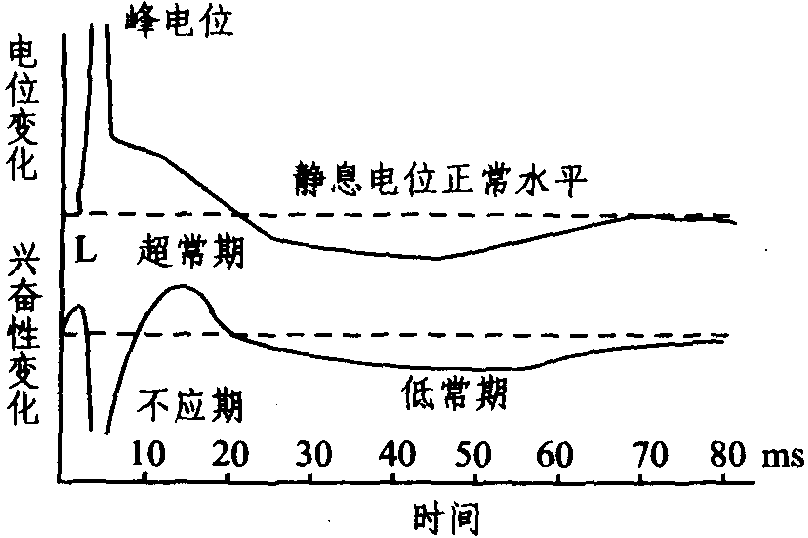 峰电位
电位变化
静息电位正常水平
L 超常期
兴奋性变化
不应期
低常期
10 20 30 40 50 60 70 80 ms
时间